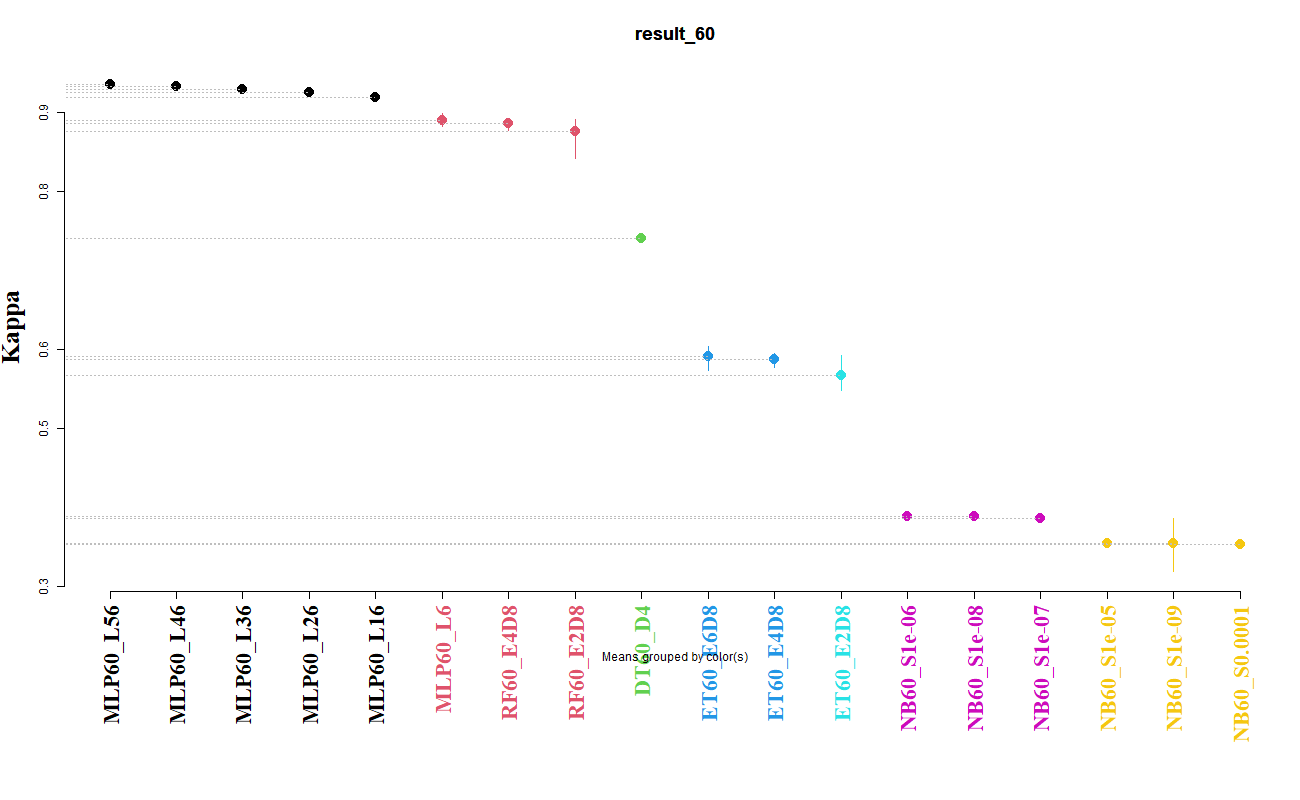 result_60
Kappa
0.9
0.8
0.6
0.5
0.3
MLP60_L56
MLP60_L46
MLP60_L36
MLP60_L26
MLP60_L16
MLP60_L6
RF60_E4D8
RF60_E2D8
DT60_D4
ET60_E6D8
ET60_E4D8
ET60_E2D8
NB60_S1e-06
NB60_S1e-08
NB60_S1e-07
NB60_S1e-05
NB60_S1e-09
NB60_S0.0001
Means grouped by color(s)